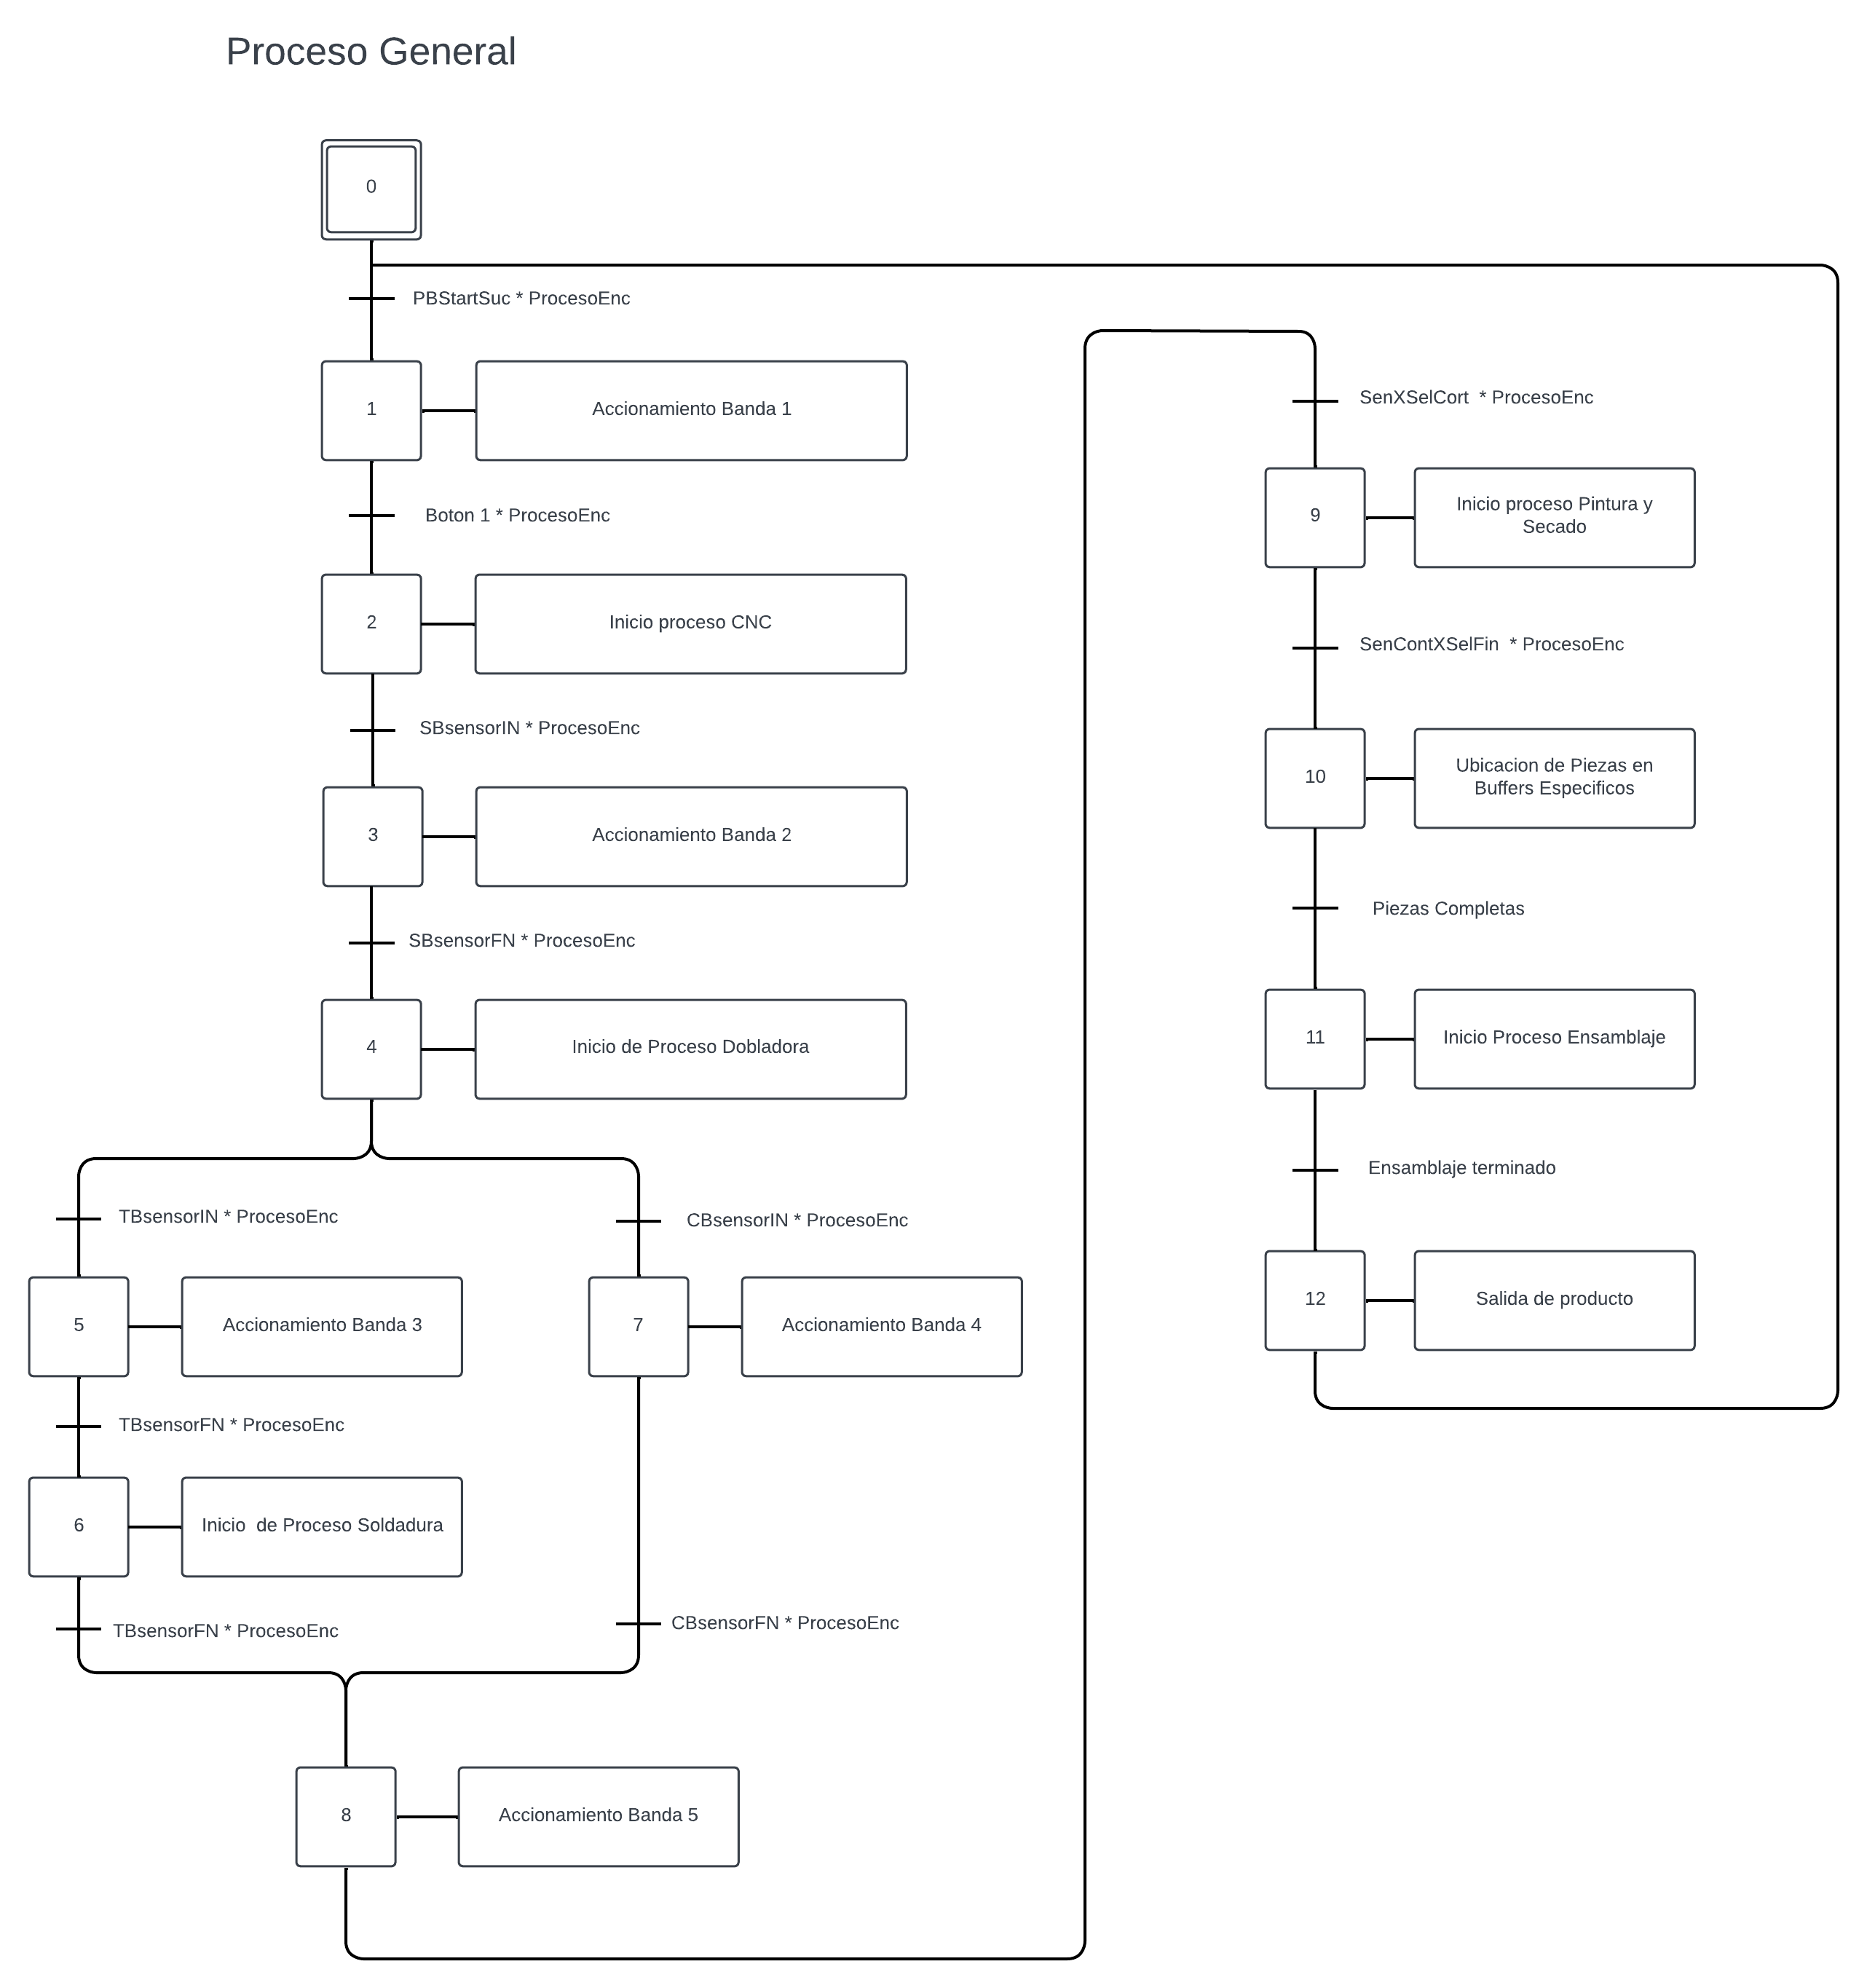 Proceso General
0
PBStartSuc * ProcesoEnc
1
Accionamiento Banda 1
Boton 1 * ProcesoEnc
2
Inicio proceso CNC
SBsensorIN * ProcesoEnc
3
Accionamiento Banda 2
SBsensorFN * ProcesoEnc
4
Inicio de Proceso Dobladora
TBsensorIN * ProcesoEnc
5
Accionamiento Banda 3
TBsensorFN * ProcesoEnc
6
Inicio  de Proceso Soldadura
TBsensorFN * ProcesoEnc
CBsensorIN * ProcesoEnc
7
Accionamiento Banda 4
CBsensorFN * ProcesoEnc
8
Accionamiento Banda 5
SenXSelCort  * ProcesoEnc
9
Inicio proceso Pintura y
Secado
SenContXSelFin  * ProcesoEnc
10
Ubicacion de Piezas en
Buffers Especificos
Piezas Completas
11
Inicio Proceso Ensamblaje
Ensamblaje terminado
12
Salida de producto